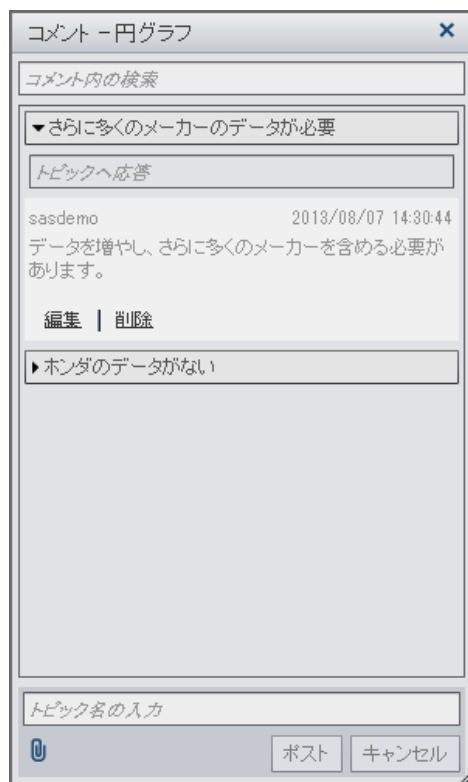 コメント － 円グラフ
コメント内の検索
さらに多くのメーカーのデータが必要
トピックへ応答
sasdemo 2013/08/07 14:30:44
データを増やし、さらに多くのメーカーを含める必要が
あります。
編集 | 削除
ホンダのデータがない
トピック名の入力
ポスト キャンセル